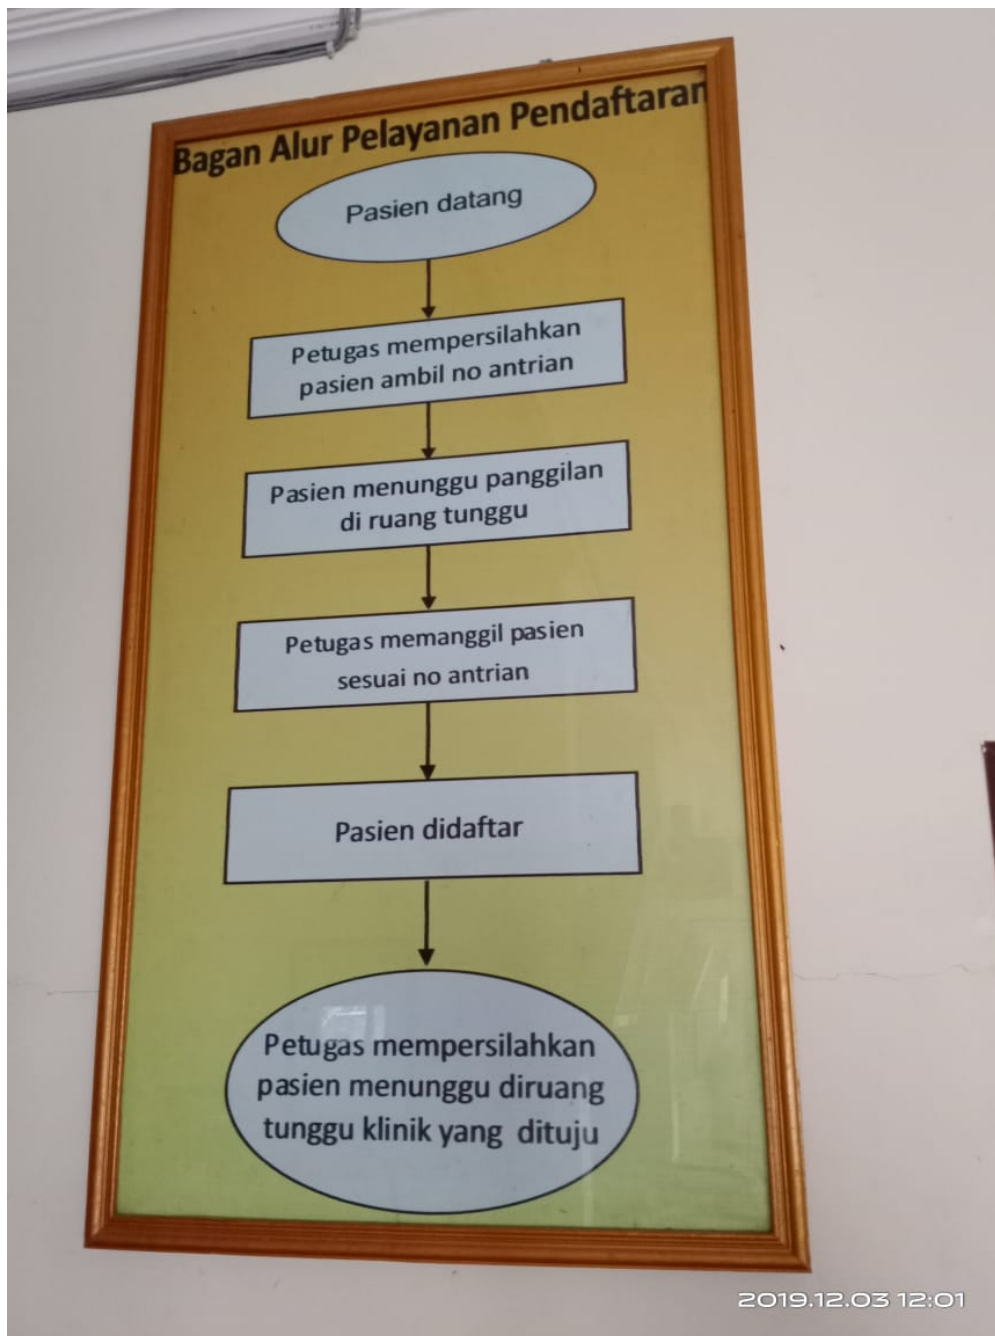 Bagan Alur Pelayanan Pendaftaran
Pasien datang
Petugas mempersilahkan
pasien ambil no antrian
Pasien menunggu panggilan
di ruang tunggu
Petugas memanggil pasien
sesuai no antrian
Pasien didaftar
Petugas mempersilahkan
pasien menunggu diruang
tunggu klinik yang dituju
2019.12.03 12:01